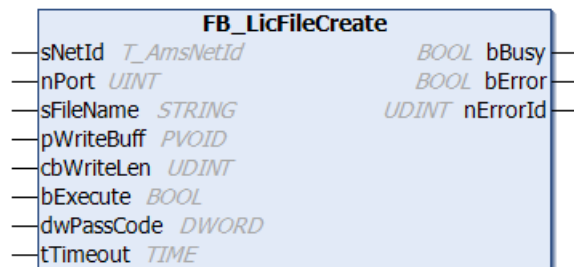 FB_LicFileCreate
sNetId T_AmsNetId BOOL bBusy
nPort UINT BOOL bError
sFileName STRING UDINT nErrorId
pWriteBuff PVOID
cbWriteLen UDINT
bExecute BOOL
dwPassCode DWORD
tTimeout TIME